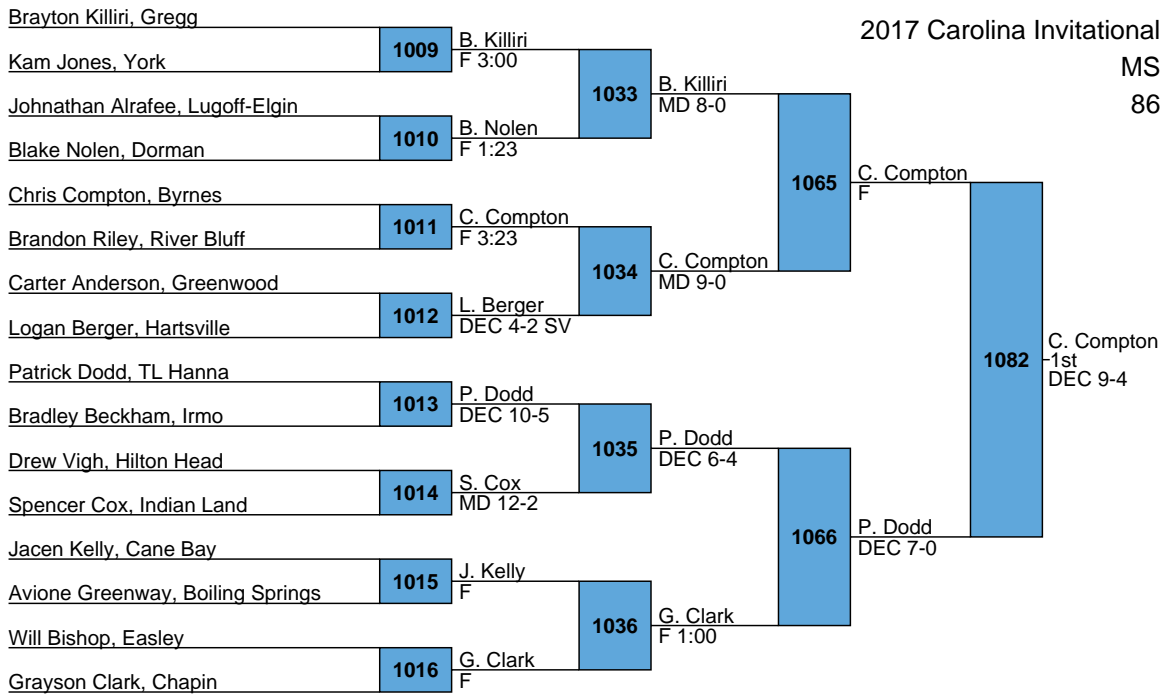 2017 Carolina Invitational
MS
86
Brayton Killiri, Gregg
Kam Jones, York
Johnathan Alrafee, Lugoff-Elgin
Blake Nolen, Dorman
Chris Compton, Byrnes
Brandon Riley, River Bluff
Carter Anderson, Greenwood
Logan Berger, Hartsville
Patrick Dodd, TL Hanna
Bradley Beckham, Irmo
Drew Vigh, Hilton Head
Spencer Cox, Indian Land
Jacen Kelly, Cane Bay
Avione Greenway, Boiling Springs
Will Bishop, Easley
Grayson Clark, Chapin
1009
1010
1011
1012
1013
1014
1015
1016
B. Killiri
F 3:00
B. Nolen
F 1:23
C. Compton
F 3:23
L. Berger
DEC 4-2 SV
P. Dodd
DEC 10-5
S. Cox
MD 12-2
J. Kelly
F
G. Clark
F
1033
1034
1035
1036
B. Killiri
MD 8-0
C. Compton
MD 9-0
P. Dodd
DEC 6-4
G. Clark
F 1:00
1065
1066
C. Compton
F
P. Dodd
DEC 7-0
1082
C. Compton
1st
DEC 9-4